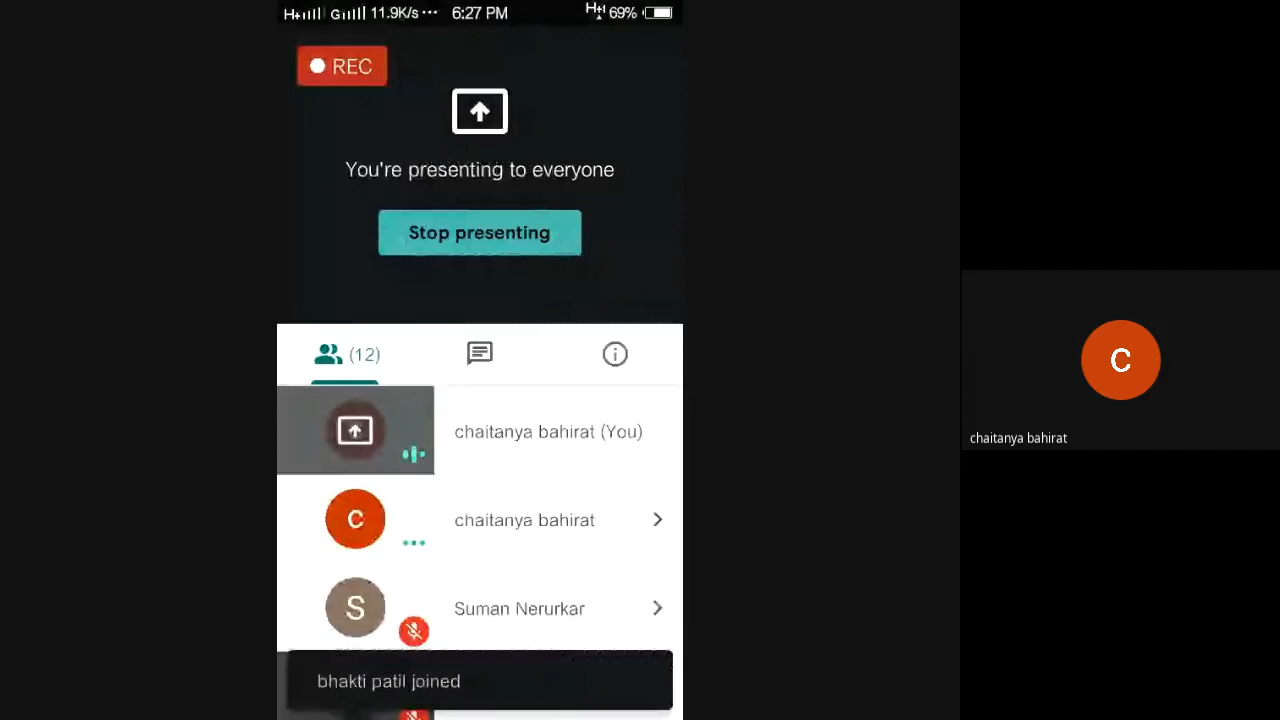 H+ G 11.9K/s ··· 6:27 PM H+ 69%
REC
You're presenting to everyone
Stop presenting
(12)
chaitanya bahirat (You)
C
chaitanya bahirat
S
Suman Nerurkar
bhakti patil joined
C
chaitanya bahirat